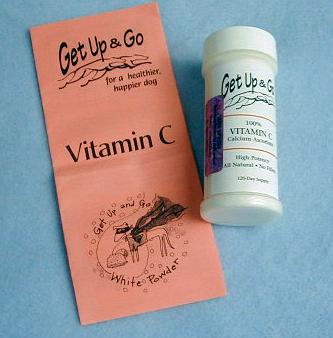 Get Up & Go
for a healthier,
happier dog
Vitamin C
Get Up and Go
White Powder
Get Up & Go
100%
VITAMIN C
Calcium Ascorbate
High Potency
All Natural • No Fillers
120-Day Supply